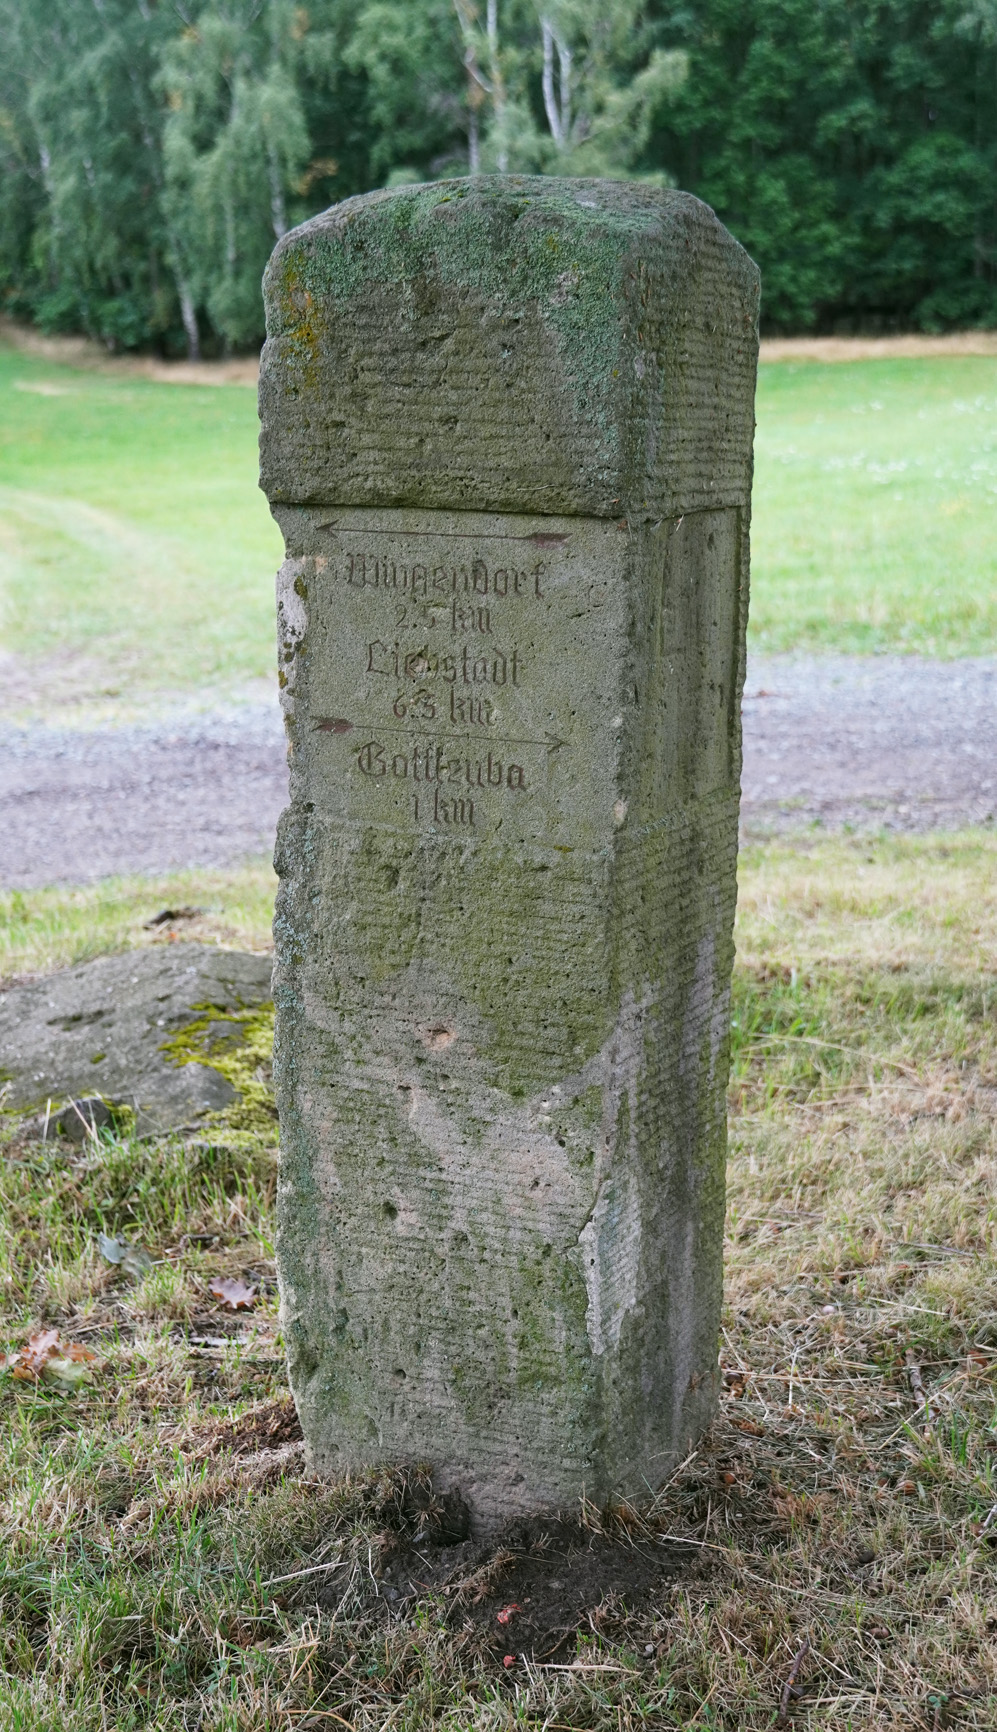 Wingendorf
2.5 km
Liebstadt
6.3 km
Gottleuba
1 km